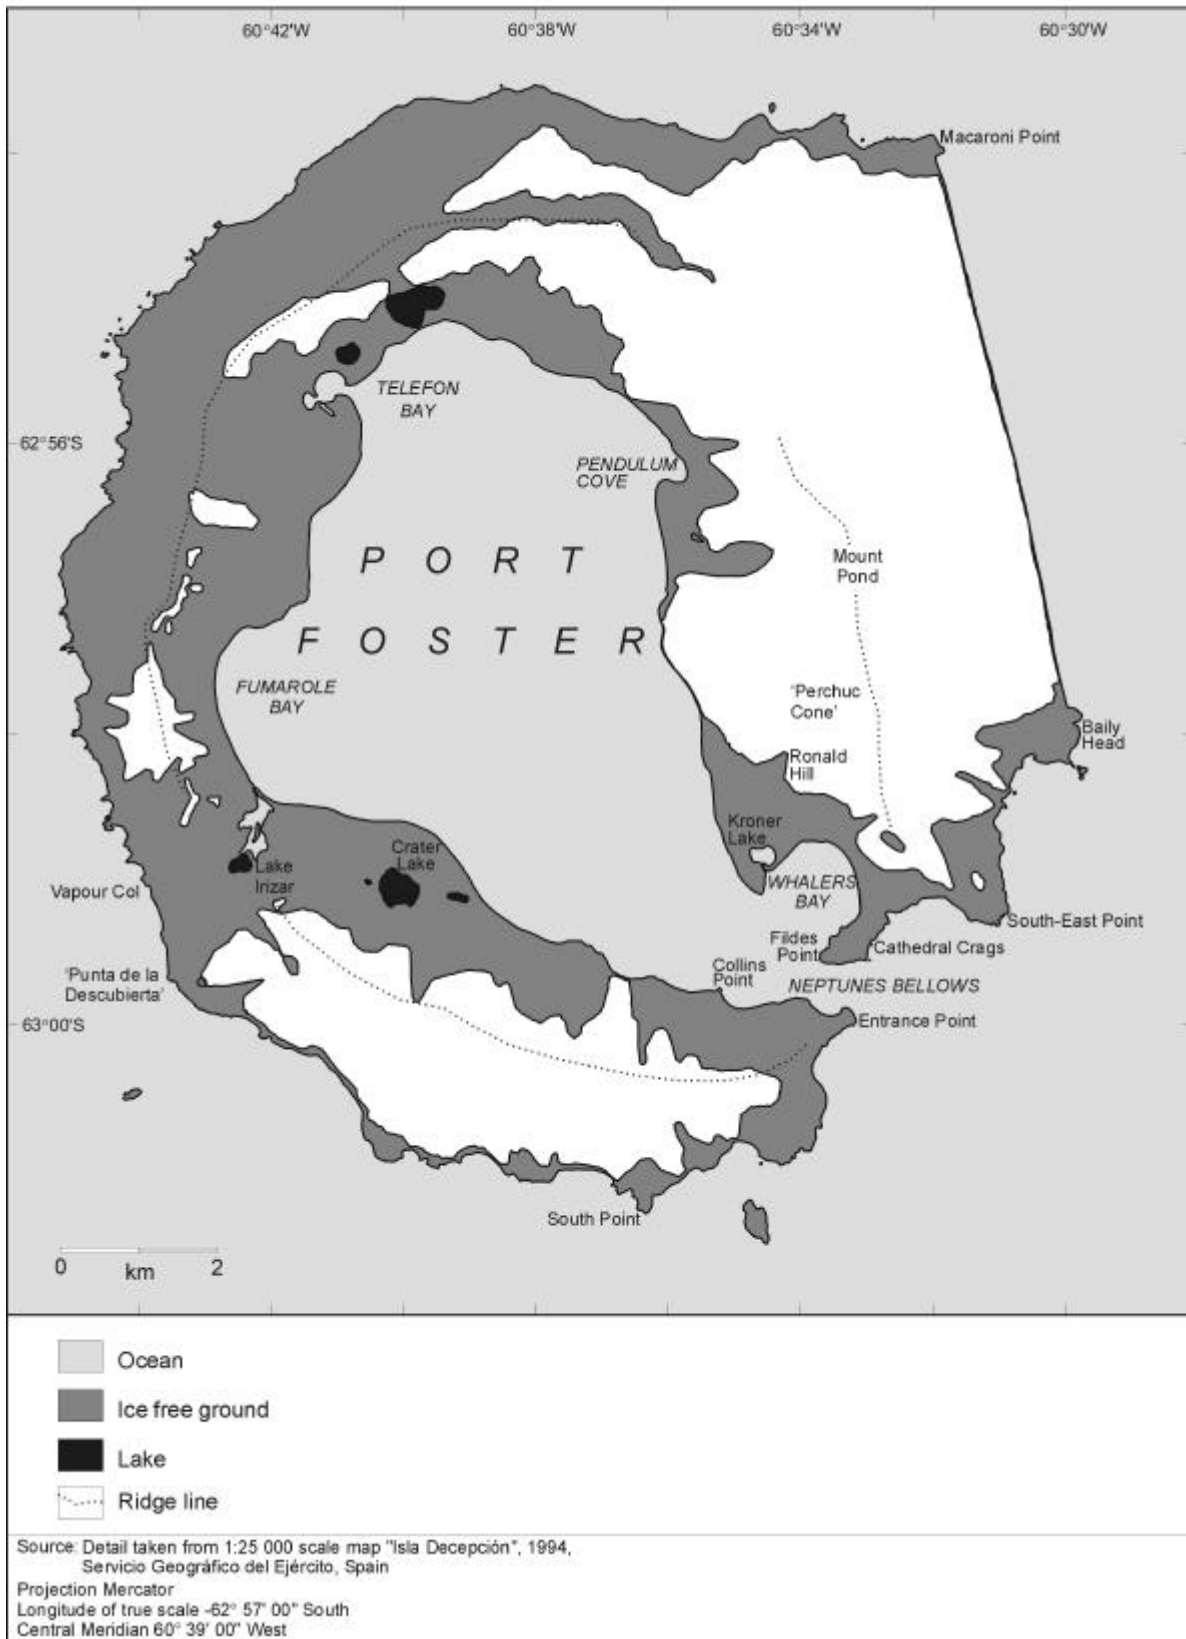 60°42'W
60°38'W
60°34'W
60°30'W
Macaroni Point
TELEFON
BAY
62°56'S
PENDULUM
COVE
PORT
Mount
Pond
FOSTER
FUMAROLE
BAY
'Perchuc
Cone'
Baily
Head
Ronald
Hill
Kroner
Lake
Crater
Lake
Lake
Irizar
Vapour Col
WHALERS
BAY
South-East Point
Fildes
Point
Cathedral Crags
Collins
Point
'Punta de la
Descubierta'
NEPTUNES BELLOWS
63°00'S
Entrance Point
South Point
0
km
2
Ocean
Ice free ground
Lake
Ridge line
Source: Detail taken from 1:25 000 scale map "Isla Decepción", 1994,
Servicio Geográfico del Ejército, Spain
Projection Mercator
Longitude of true scale -62° 57' 00" South
Central Meridian 60° 39' 00" West